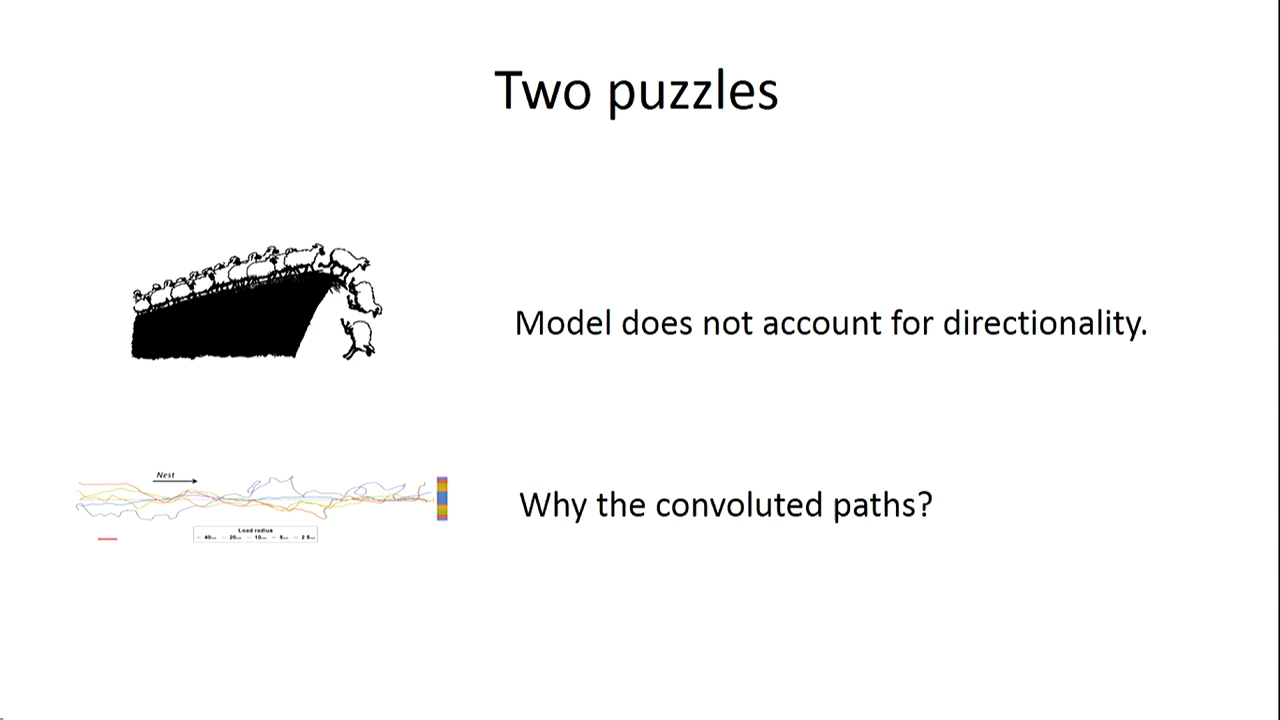 Two puzzles
Model does not account for directionality.
Nest
Load radius
Why the convoluted paths?